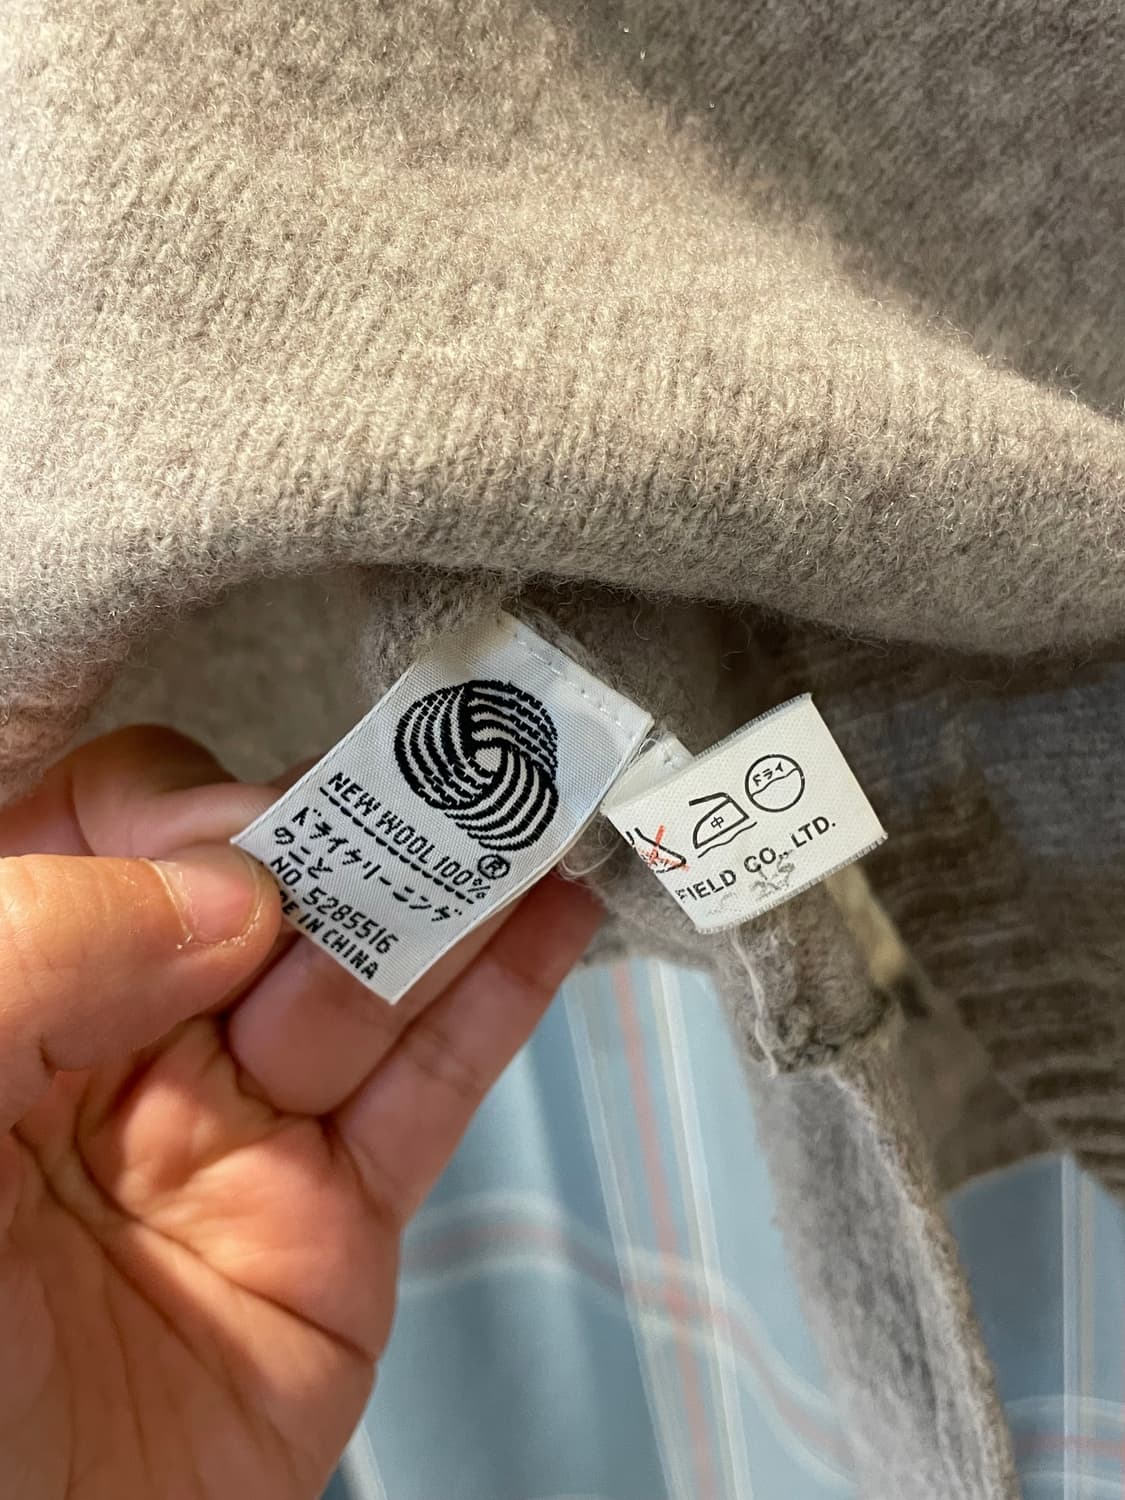 NEW WOOL 100%
®
ドライクリーニング
のこと
NO. 5285516
DE IN CHINA
中
ドライ
FIELD CO., LTD.